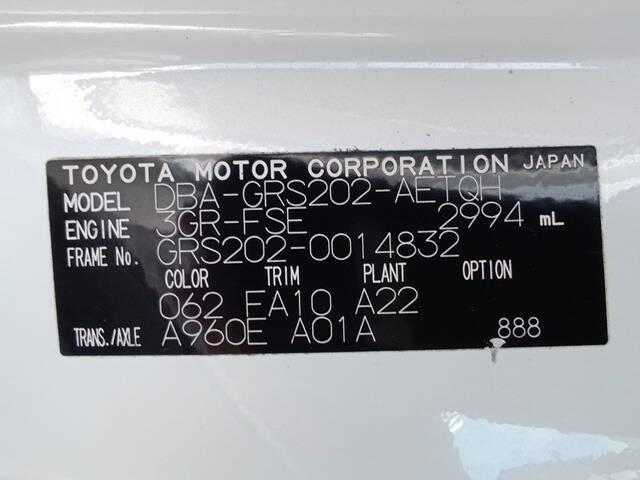 TOYOTA MOTOR CORPORATION JAPAN
MODEL DBA-GRS202-AETQH
ENGINE 3GR-FSE 2994 mL
FRAME No. GRS202-0014832
COLOR TRIM PLANT OPTION
062 FA10 A22
TRANS./AXLE A960E A01A 888